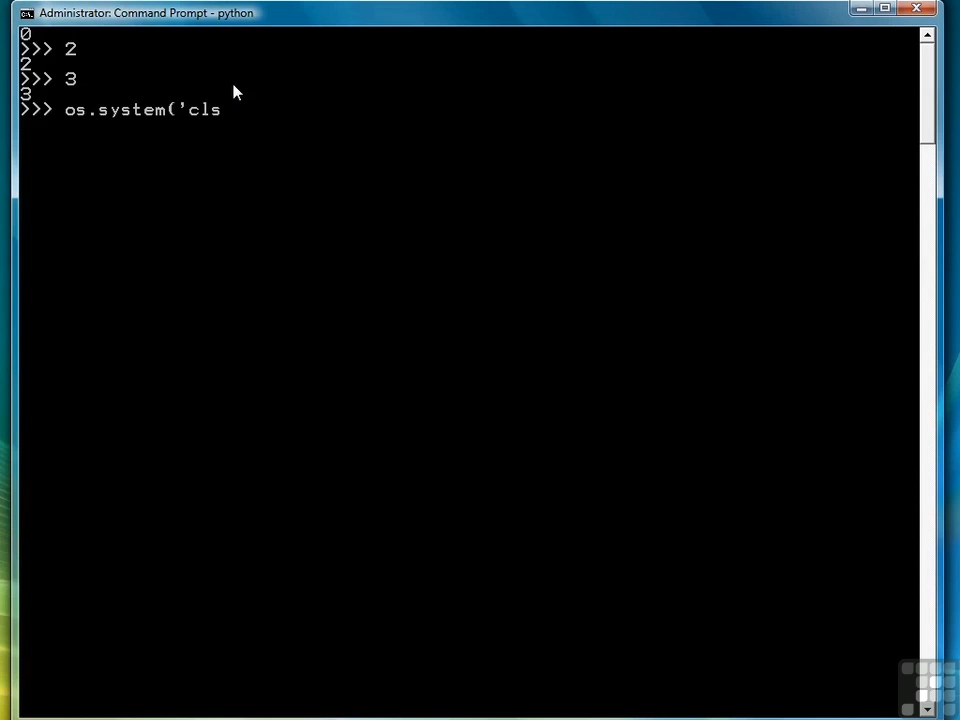 Administrator: Command Prompt - python
0
>>> 2
2
>>> 3
3
>>> os.system('cls